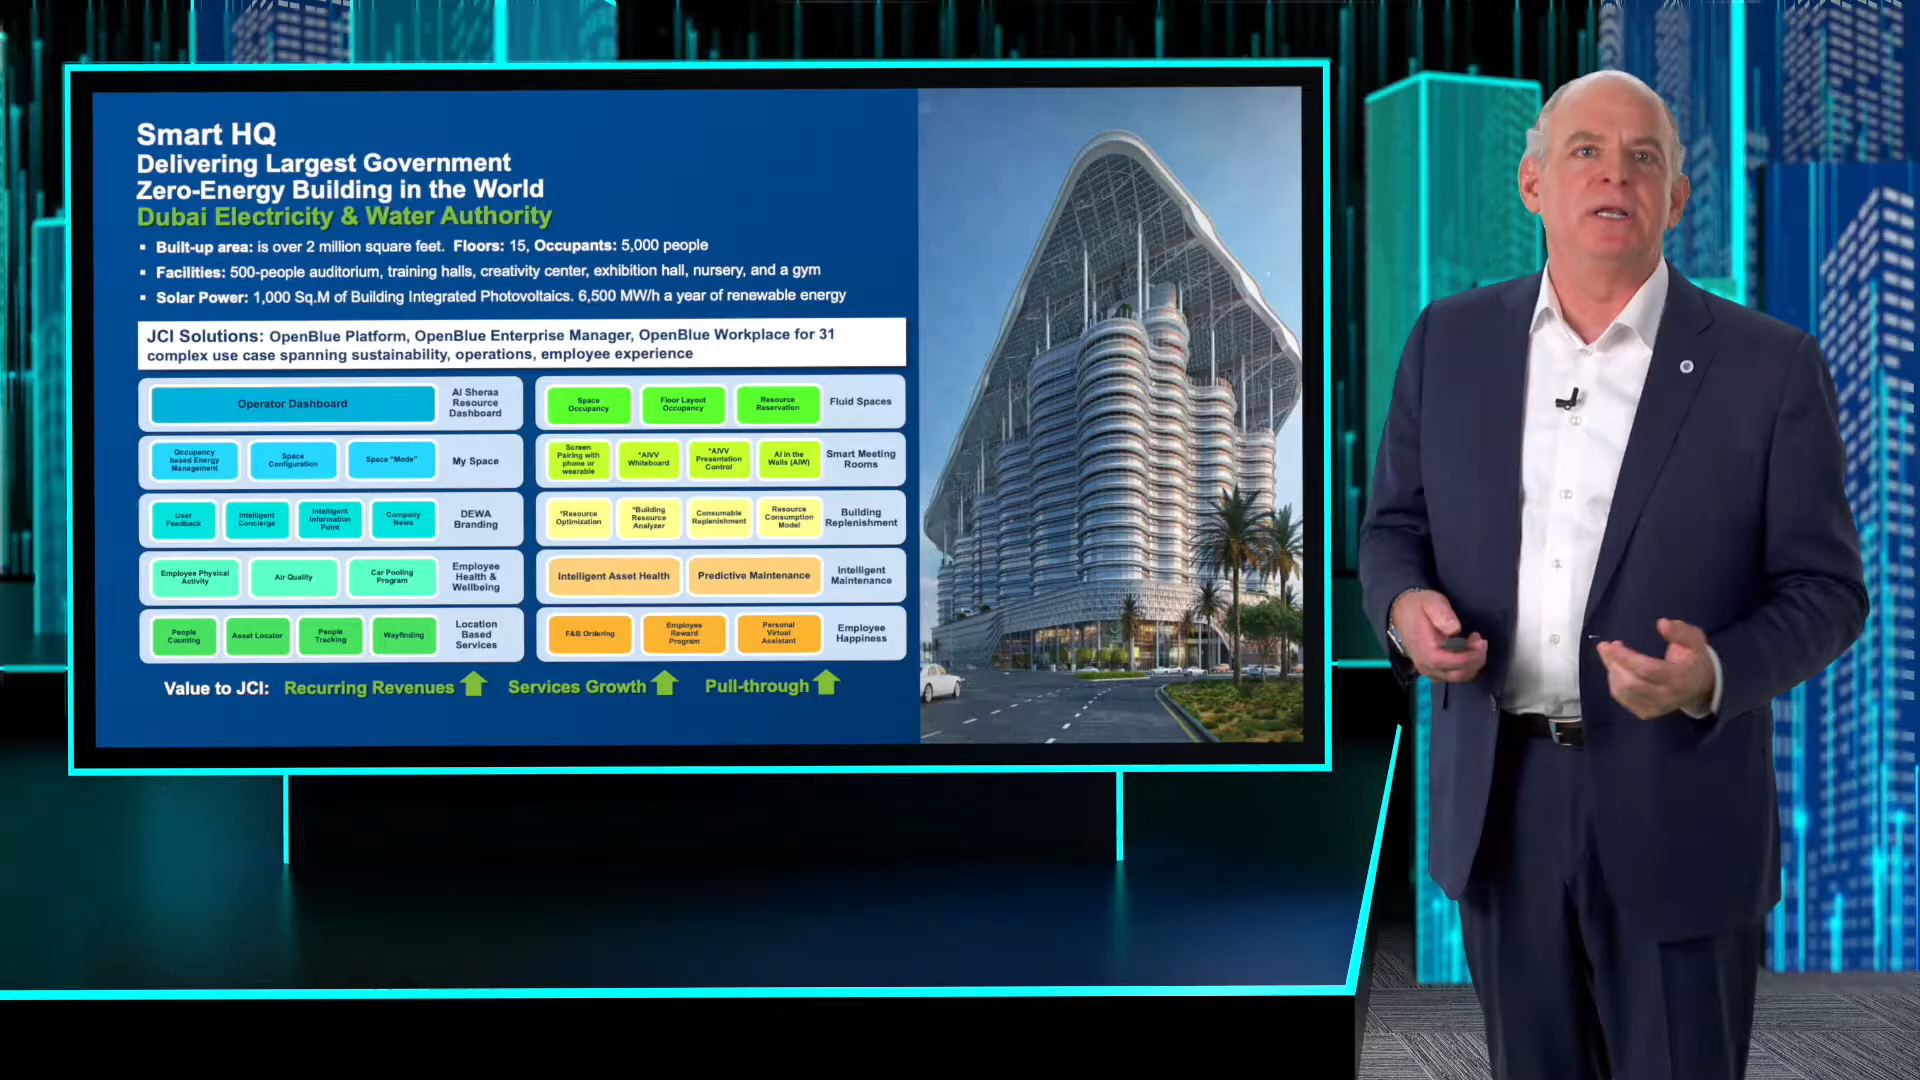 Smart HQ
Delivering Largest Government
Zero-Energy Building in the World
Dubai Electricity & Water Authority
▪ Built-up area: is over 2 million square feet. Floors: 15, Occupants: 5,000 people
▪ Facilities: 500-people auditorium, training halls, creativity center, exhibition hall, nursery, and a gym
▪ Solar Power: 1,000 Sq.M of Building Integrated Photovoltaics. 6,500 MW/h a year of renewable energy
JCI Solutions: OpenBlue Platform, OpenBlue Enterprise Manager, OpenBlue Workplace for 31
complex use case spanning sustainability, operations, employee experience
Operator Dashboard
Al Sheraa
Resource
Dashboard
Occupancy
based Energy
Management
Space
Configuration
Space "Mode"
My Space
User
Feedback
Intelligent
Concierge
Intelligent
Information
Point
Company
News
DEWA
Branding
Employee Physical
Activity
Air Quality
Car Pooling
Program
Employee
Health &
Wellbeing
People
Counting
Asset Locator
People
Tracking
Wayfinding
Location
Based
Services
Space
Occupancy
Floor Layout
Occupancy
Resource
Reservation
Fluid Spaces
Screen
Pairing with
phone or
wearable
*AIVV
Whiteboard
*AIVV
Presentation
Control
AI in the
Walls (AIW)
Smart Meeting
Rooms
*Resource
Optimization
*Building
Resource
Analyzer
Consumable
Replenishment
Resource
Consumption
Model
Building
Replenishment
Intelligent Asset Health
Predictive Maintenance
Intelligent
Maintenance
F&B Ordering
Employee
Reward
Program
Personal
Virtual
Assistant
Employee
Happiness
Value to JCI: Recurring Revenues Services Growth Pull-through